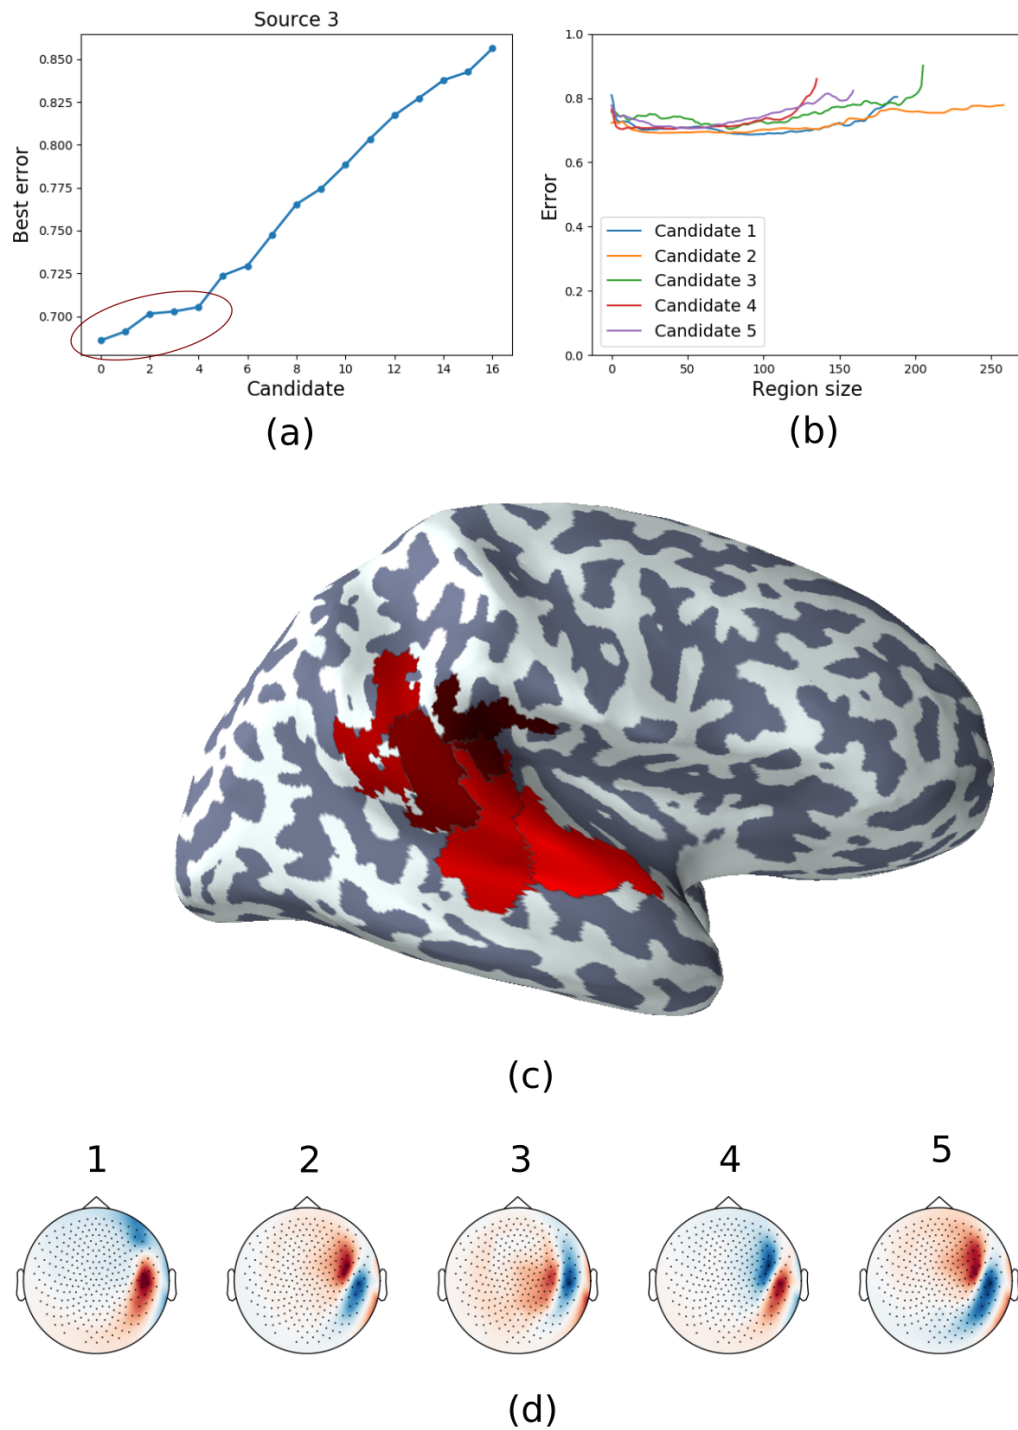 Source 3
Best error
0.850
0.825
0.800
0.775
0.750
0.725
0.700
0 2 4 6 8 10 12 14 16
Candidate
(a)
Error
1.0
0.8
0.6
0.4
0.2
0.0
Candidate 1
Candidate 2
Candidate 3
Candidate 4
Candidate 5
0 50 100 150 200 250
Region size
(b)
(c)
1 2 3 4 5
(d)